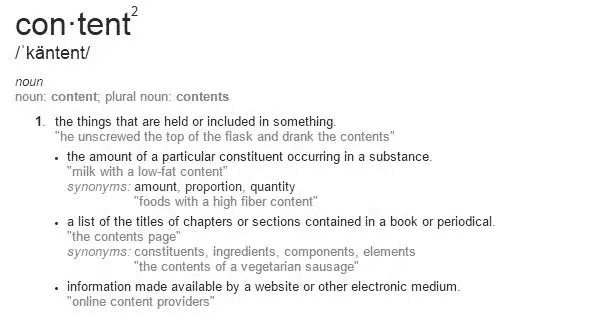 con·tent²
/ˈkäntent/
noun
noun: content; plural noun: contents
1. the things that are held or included in something.
"he unscrewed the top of the flask and drank the contents"
• the amount of a particular constituent occurring in a substance.
"milk with a low-fat content"
synonyms: amount, proportion, quantity
"foods with a high fiber content"
• a list of the titles of chapters or sections contained in a book or periodical.
"the contents page"
synonyms: constituents, ingredients, components, elements
"the contents of a vegetarian sausage"
• information made available by a website or other electronic medium.
"online content providers"